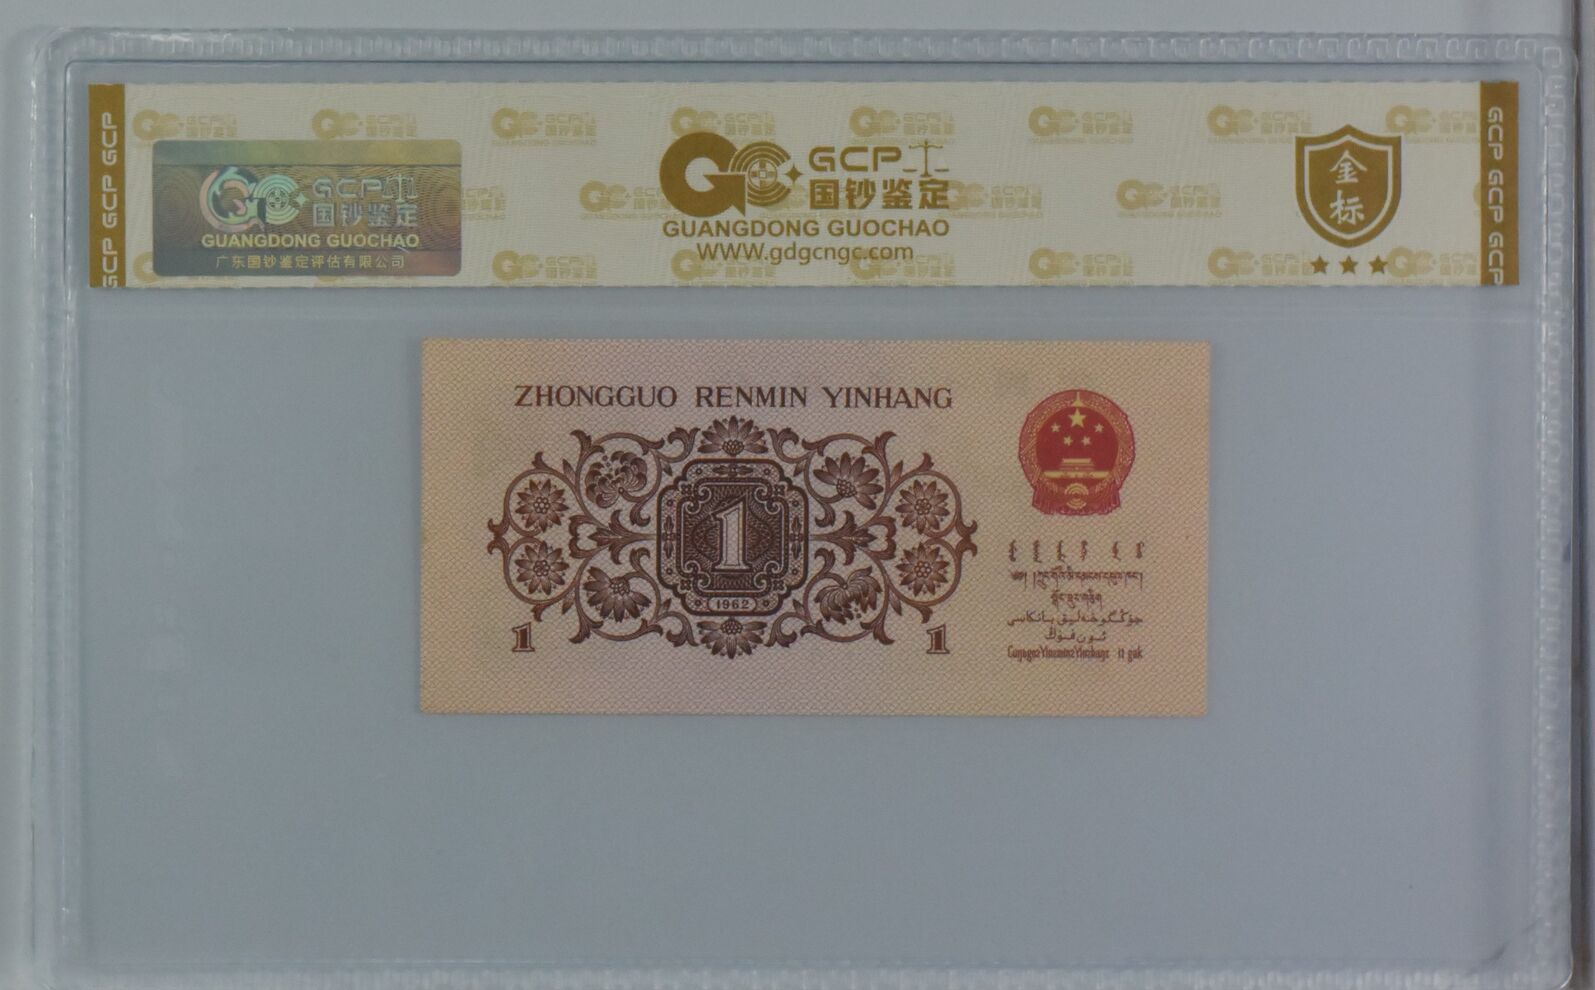 GCP GCP GCP
GCP
国钞鉴定
GUANGDONG GUOCHAO
广东国钞鉴定评估有限公司
GCP
国钞鉴定
GUANGDONG GUOCHAO
WWW.gdgcngc.com
金标
GCP GCP GCP
ZHONGGUO RENMIN YINHANG
1
1962
1
1